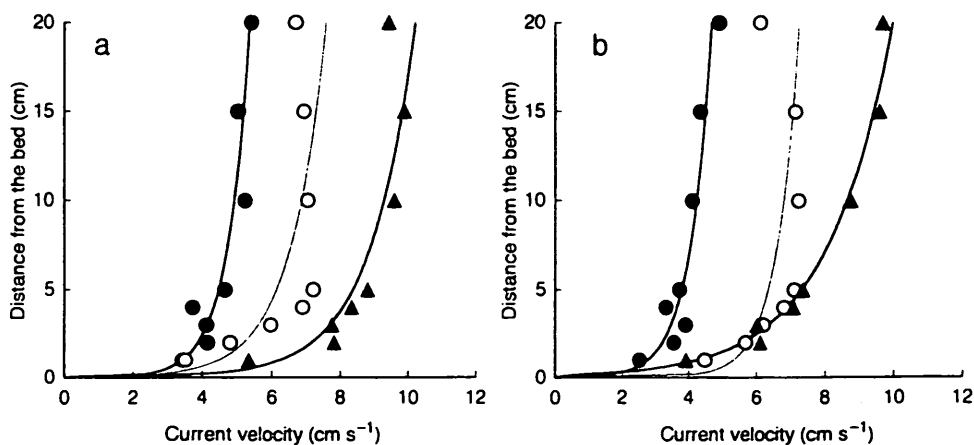 a
Distance from the bed (cm)
20
15
10
5
0
0 2 4 6 8 10 12
Current velocity (cm s⁻¹)
b
Distance from the bed (cm)
20
15
10
5
0
0 2 4 6 8 10 12
Current velocity (cm s⁻¹)